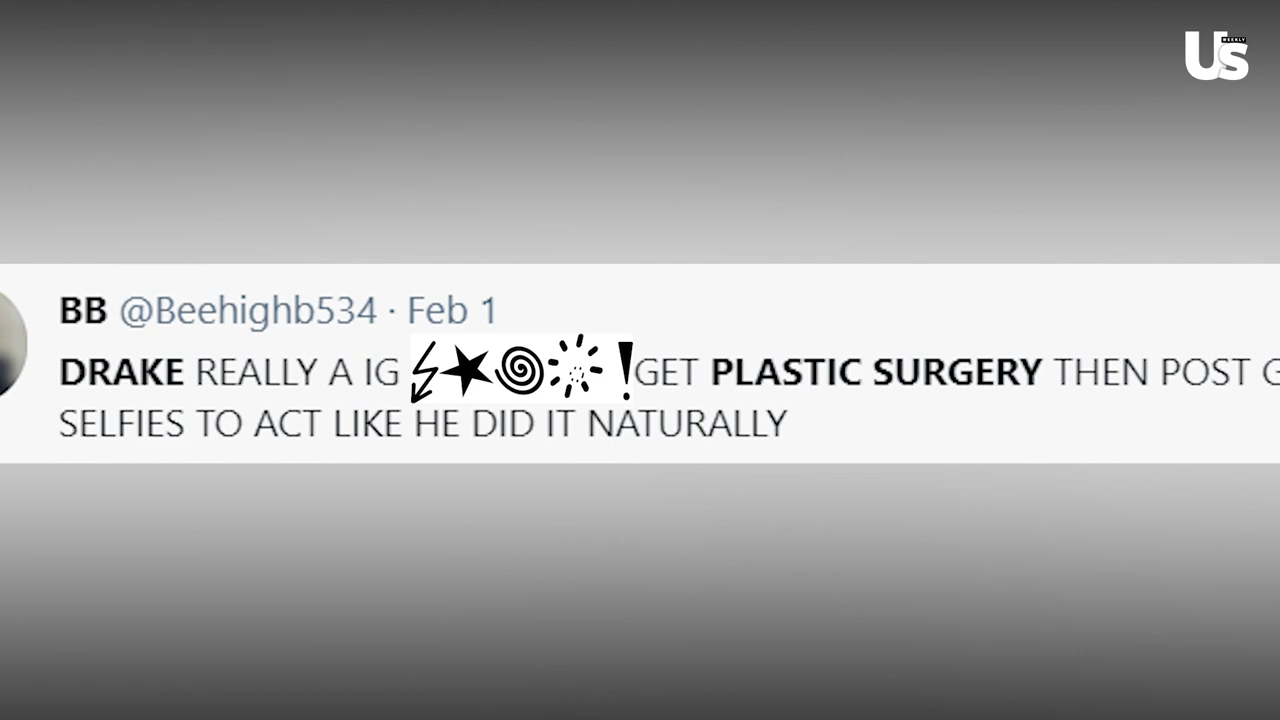 Us
WEEKLY
BB @Beehighb534 · Feb 1
DRAKE REALLY A IG GET PLASTIC SURGERY THEN POST
SELFIES TO ACT LIKE HE DID IT NATURALLY